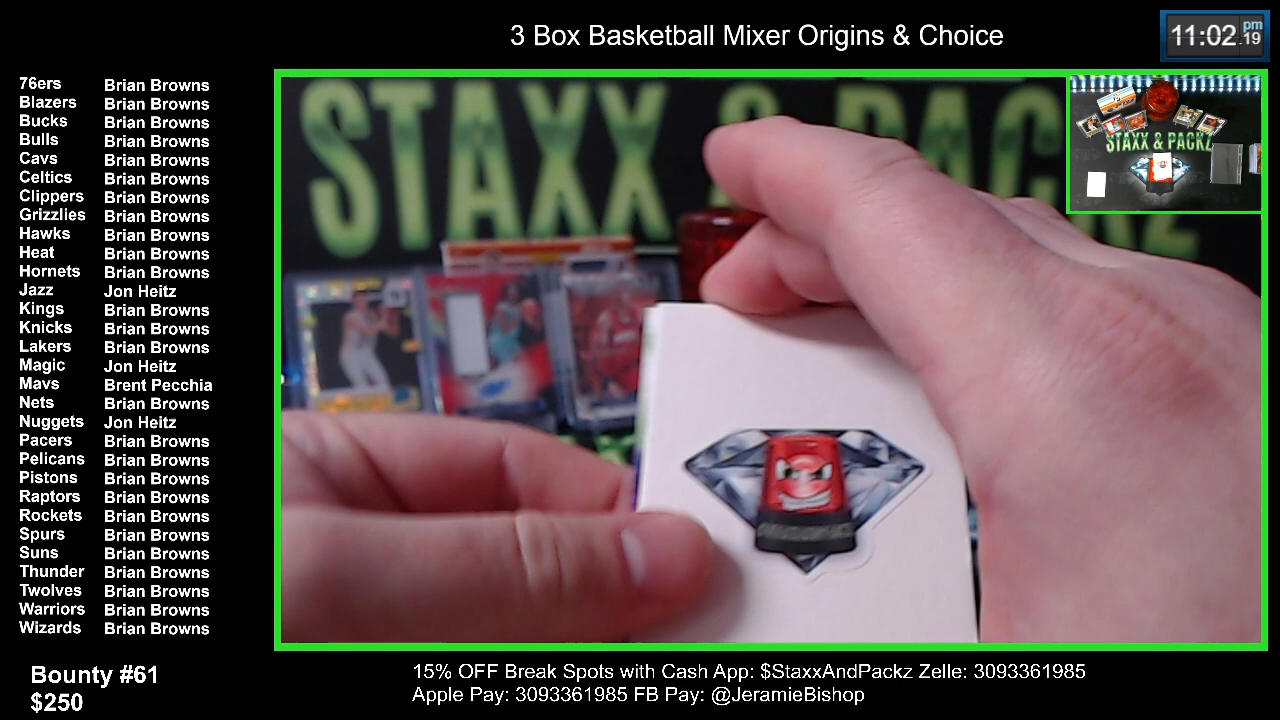 3 Box Basketball Mixer Origins & Choice
11:02 pm .19
76ers Brian Browns
Blazers Brian Browns
Bucks Brian Browns
Bulls Brian Browns
Cavs Brian Browns
Celtics Brian Browns
Clippers Brian Browns
Grizzlies Brian Browns
Hawks Brian Browns
Heat Brian Browns
Hornets Brian Browns
Jazz Jon Heitz
Kings Brian Browns
Knicks Brian Browns
Lakers Brian Browns
Magic Jon Heitz
Mavs Brent Pecchia
Nets Brian Browns
Nuggets Jon Heitz
Pacers Brian Browns
Pelicans Brian Browns
Pistons Brian Browns
Raptors Brian Browns
Rockets Brian Browns
Spurs Brian Browns
Suns Brian Browns
Thunder Brian Browns
Twolves Brian Browns
Warriors Brian Browns
Wizards Brian Browns
STAXX & PAC
STAXX & PACKZ
Bounty #61
$250
15% OFF Break Spots with Cash App: $StaxxAndPackz Zelle: 3093361985
Apple Pay: 3093361985 FB Pay: @JeramieBishop